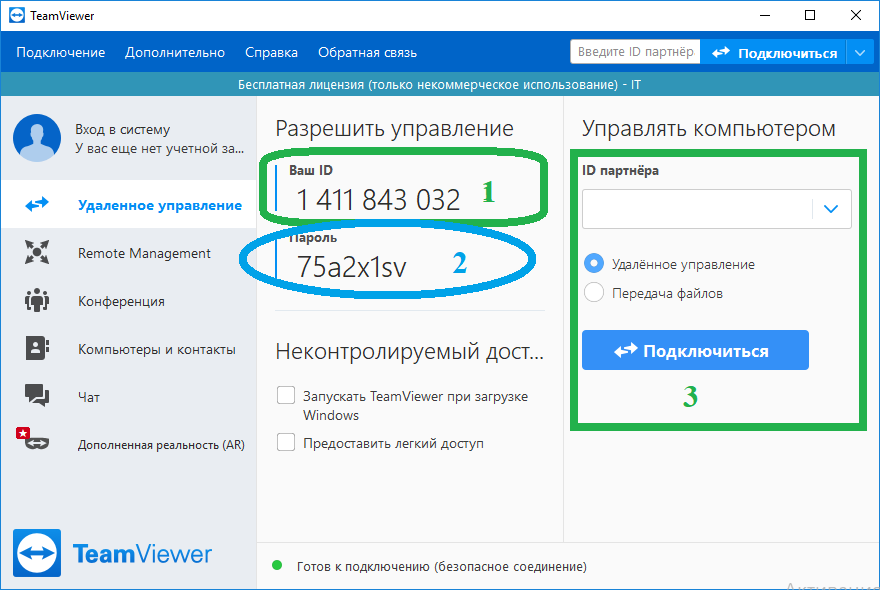 TeamViewer
Подключение Дополнительно Справка Обратная связь
Введите ID партнёр
Подключиться
Бесплатная лицензия (только некоммерческое использование) - IT
Вход в систему
У вас еще нет учетной за...
Удаленное управление
Remote Management
Конференция
Компьютеры и контакты
Чат
Дополненная реальность (AR)
TeamViewer
Разрешить управление
Ваш ID
1 411 843 032
1
Пароль
75a2x1sv
2
Неконтролируемый дост...
Запускать TeamViewer при загрузке
Windows
Предоставить легкий доступ
Управлять компьютером
ID партнёра
Удалённое управление
Передача файлов
Подключиться
3
Готов к подключению (безопасное соединение)